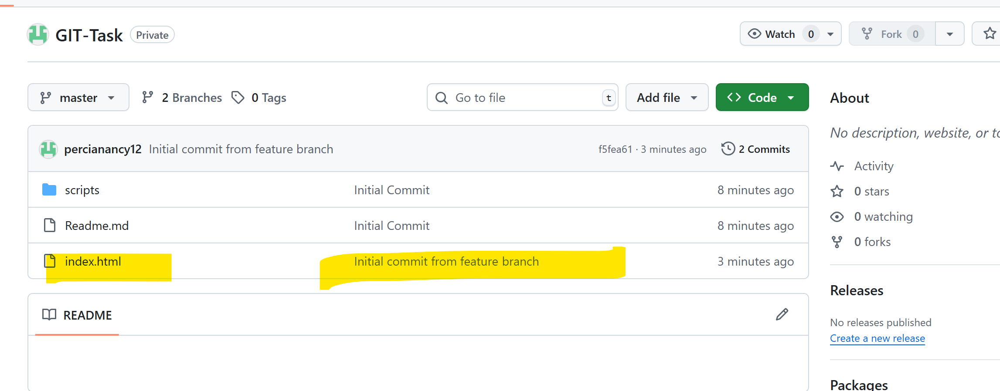 GIT-Task Private
Watch 0
Fork 0
master
2 Branches
0 Tags
Go to file t
Add file
Code
percianancy12 Initial commit from feature branch f5fea61 · 3 minutes ago 2 Commits
scripts Initial Commit 8 minutes ago
Readme.md Initial Commit 8 minutes ago
index.html Initial commit from feature branch 3 minutes ago
README
About
No description, website, or to
Activity
0 stars
0 watching
0 forks
Releases
No releases published
Create a new release
Packages